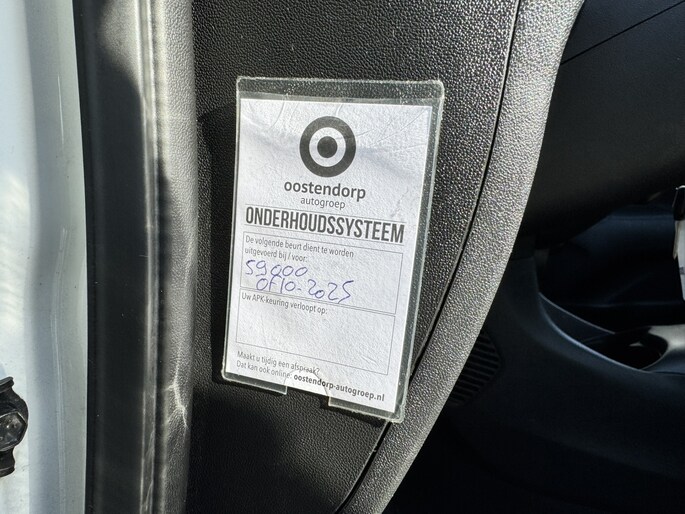 oostendorp
autogroep
ONDERHOUDSSYSTEEM
De volgende beurt dient te worden
uitgevoerd bij / voor:
59000
OF 10-2025
Uw APK-keuring verloopt op:
Maakt u tijdig een afspraak?
Dat kan ook online: oostendorp-autogroep.nl